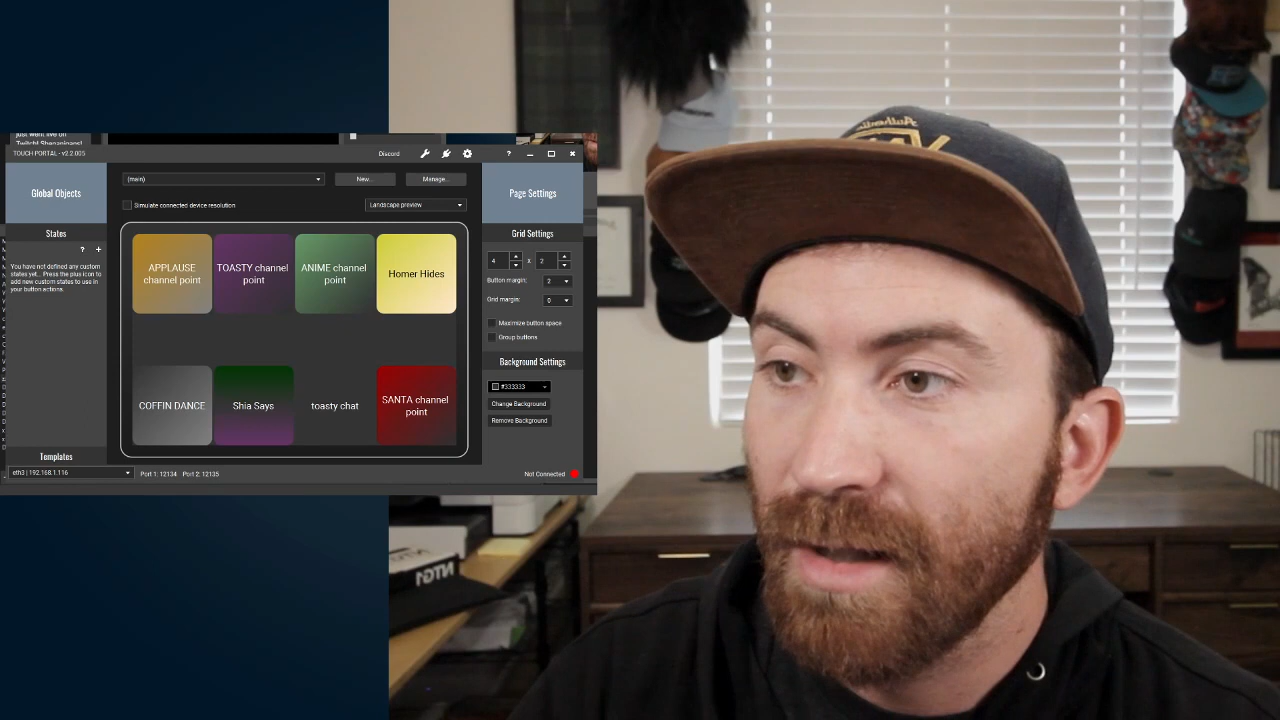 just went live on
Twitch! Shenanigans!
TOUCH PORTAL - v2.2.005
Discord
?
Global Objects
(main)
New...
Manage...
Page Settings
Simulate connected device resolution
Landscape preview
States
? +
You have not defined any custom
states yet... Press the plus icon to
add new custom states to use in
your button actions.
APPLAUSE
channel point
TOASTY channel
point
ANIME channel
point
Homer Hides
COFFIN DANCE
Shia Says
toasty chat
SANTA channel
point
Grid Settings
4 x 2
Button margin: 2
Grid margin: 0
Maximize button space
Group buttons
Background Settings
#333333
Change Background
Remove Background
Templates
eth3 | 192.168.1.116
Port 1: 12134 Port 2: 12135
Not Connected
NTG1